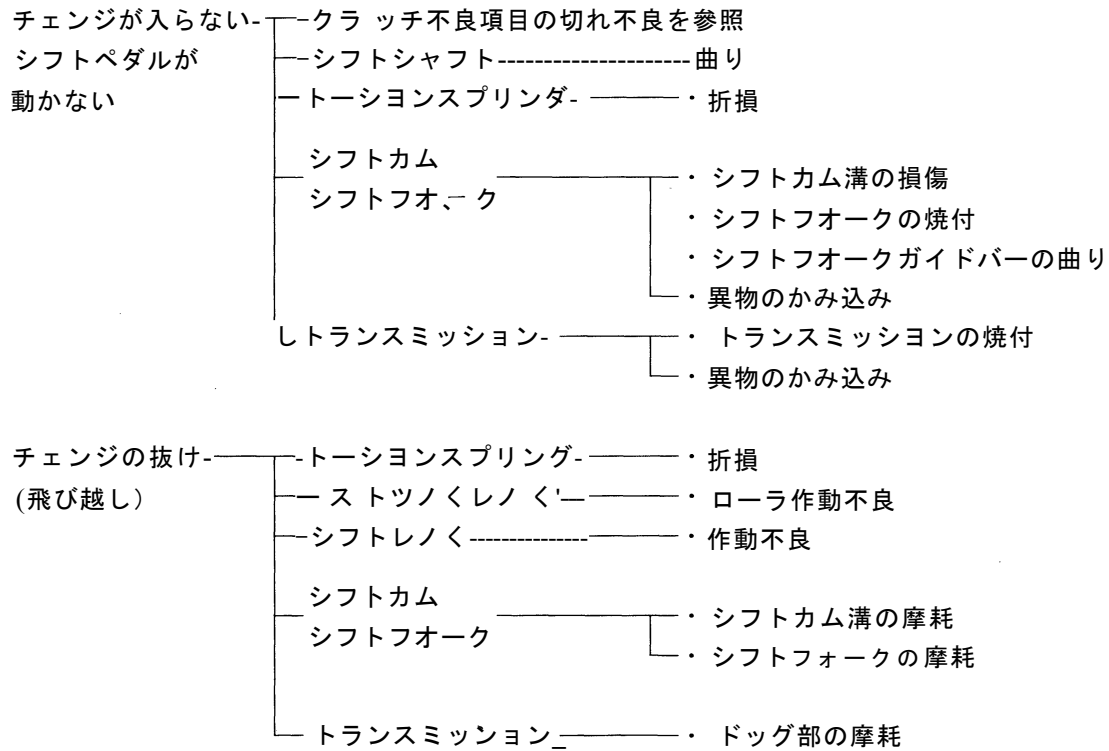 チェンジが入らない-
-クラ ッチ不良項目の切れ不良を参照
シフトペダルが
-シフトシャフト---------------------曲り
動かない
ートーシヨンスプリンダ- ・ 折損
シフトカム
シフトフオ、ー ク
・ シフトカム溝の損傷
・ シフトフオークの焼付
・ シフトフオークガイドバーの曲り
・異物のかみ込み
しトランスミッション- ・ トランスミッシヨンの焼付
・異物のかみ込み
チェンジの抜け-
-トーシヨンスプリング- ・ 折損
(飛び越し）
ー ス トツノくレノ く'— ・ ローラ作動不良
-シフトレノく--------------- ・ 作動不良
シフトカム
シフトフオーク
・ シフトカム溝の摩耗
・ シフトフォークの摩耗
トランスミッション_ ・ ドッグ部の摩耗